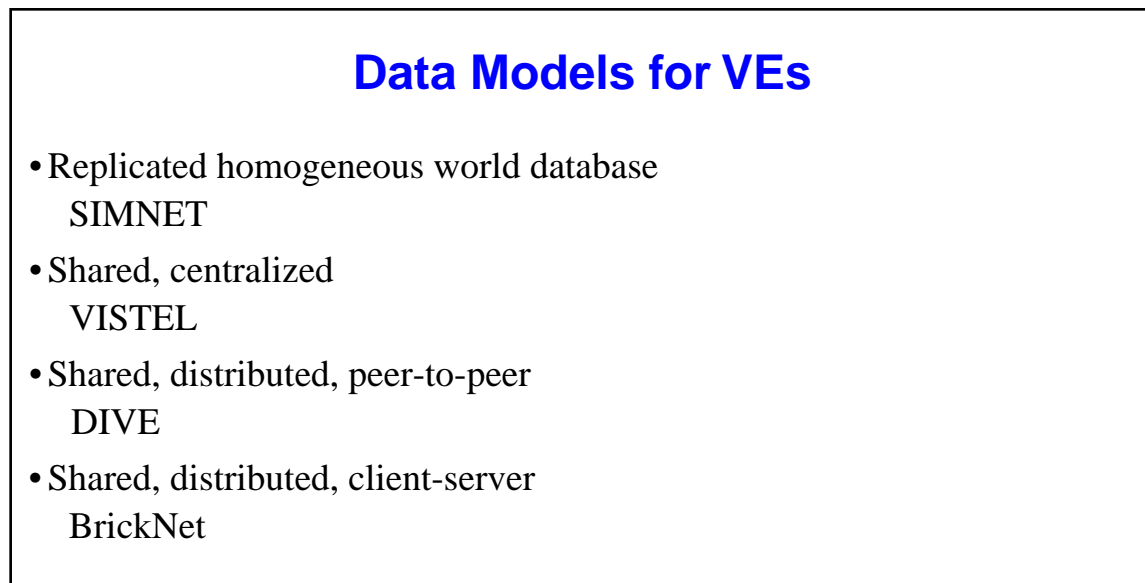 Data Models for VEs
• Replicated homogeneous world database
SIMNET
• Shared, centralized
VISTEL
• Shared, distributed, peer-to-peer
DIVE
• Shared, distributed, client-server
BrickNet